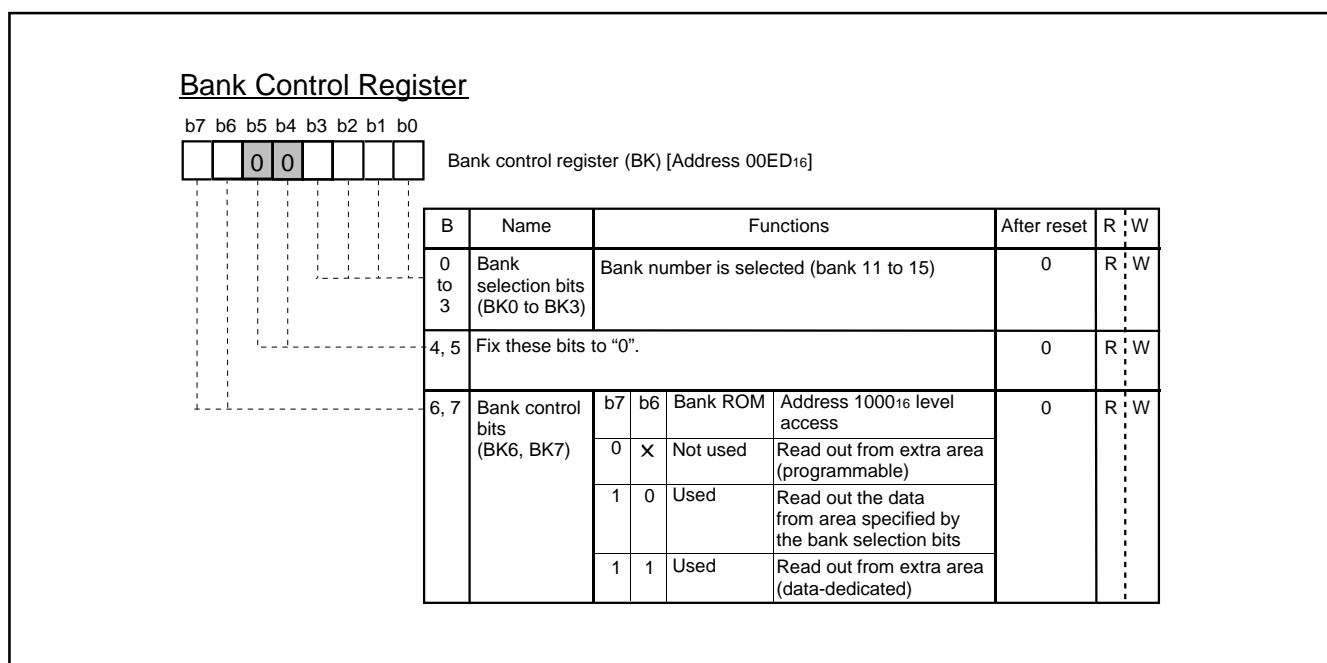 Bank Control Register
b7 b6 b5 b4 b3 b2 b1 b0
0 0
Bank control register (BK) [Address 00ED16]
B Name Functions After reset R W
0 to 3
Bank selection bits (BK0 to BK3)
Bank number is selected (bank 11 to 15)
0 R W
4, 5 Fix these bits to “0”. 0 R W
6, 7
Bank control bits (BK6, BK7)
b7 b6 Bank ROM Address 100016 level access
0 R W
0 × Not used Read out from extra area (programmable)
1 0 Used Read out the data from area specified by the bank selection bits
1 1 Used Read out from extra area (data-dedicated)